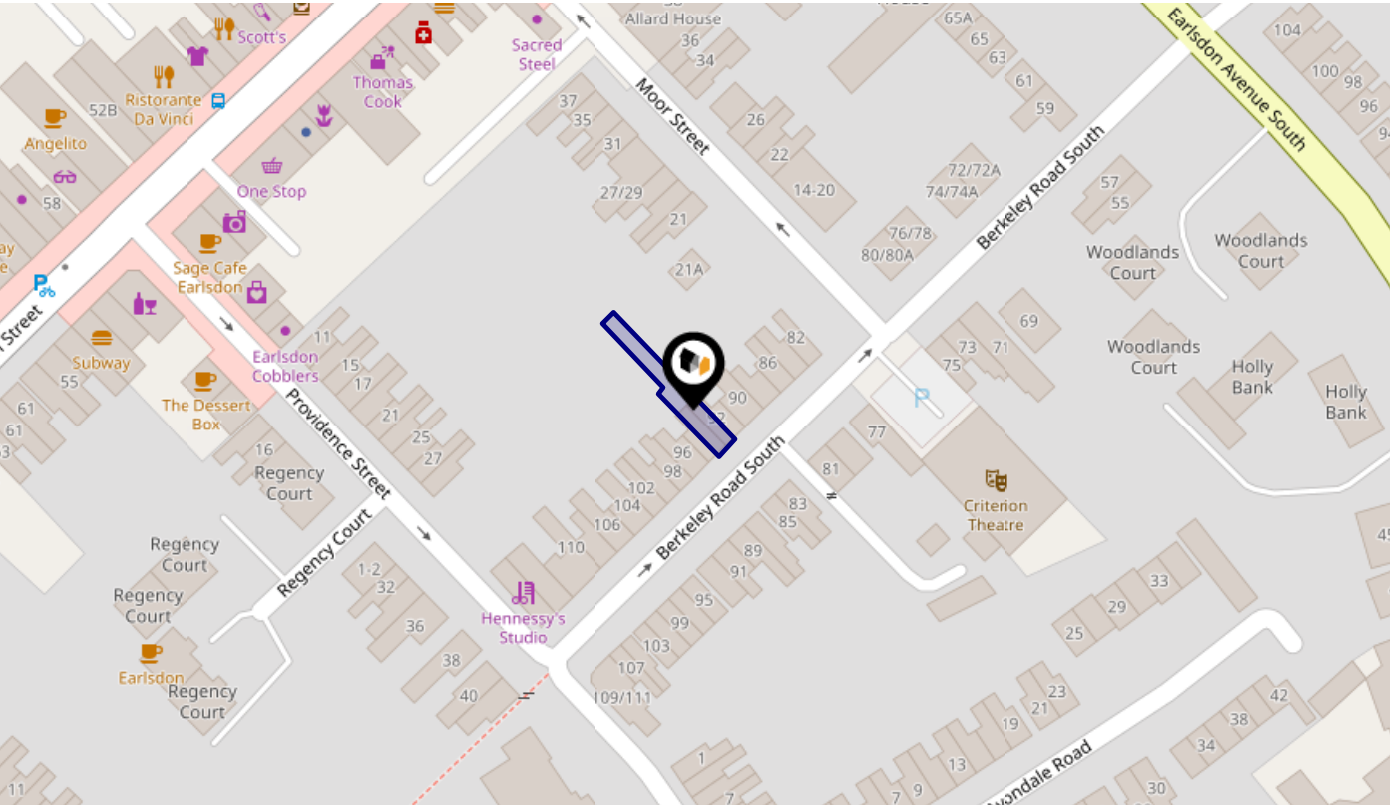 Allard House
36
34
65A
65
63
61
59
104
100
98
96
Scott's
Sacred
Steel
Thomas
Cook
Ristorante
Da Vinci
52B
Angelito
58
One Stop
Sage Cafe
Earlsdon
Earlsdon
Cobblers
Subway
55
61
61
The Dessert
Box
Street
P
37
35
31
27/29
21
21A
Moor Street
26
22
14-20
72/72A
74/74A
76/78
80/80A
Berkeley Road South
Earlsdon Avenue South
57
55
Woodlands
Court
Woodlands
Court
Woodlands
Court
Holly
Bank
Holly
Bank
69
71
73
75
P
77
81
83
85
89
91
95
99
103
107
109/111
Criterion
Theatre
82
86
90
96
98
102
104
106
110
Berkeley Road South
11
15
17
21
25
27
Providence Street
16
Regency
Court
Regency Court
Regency
Court
Regency
Court
Earlsdon
Regency
Court
1-2
32
36
38
40
Hennessy's
Studio
1
7
7
9
13
19
21
23
25
29
33
34
38
42
30
Avondale Road
11